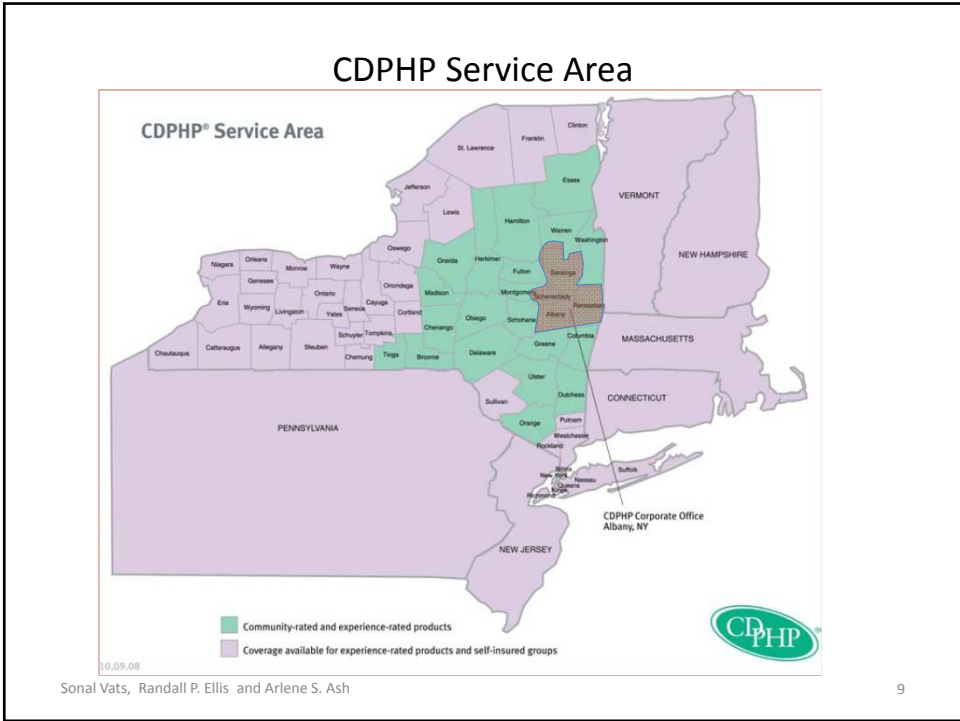 CDPHP Service Area
CDPHP® Service Area
Clinton
Franklin
St. Lawrence
Essex
Jefferson
VERMONT
Lewis
Hamilton
Warren
Washington
Oswego
NEW HAMPSHIRE
Oneida
Herkimer
Niagara
Orleans
Monroe
Wayne
Fulton
Saratoga
Genesee
Onondaga
Madison
Montgomery
Schenectady
Rensselaer
Erie
Wyoming
Livingston
Ontario
Yates
Seneca
Cayuga
Cortland
Otsego
Schoharie
Albany
Chenango
Schuyler
Tompkins
Columbia
MASSACHUSETTS
Chautauqua
Cattaraugus
Allegany
Steuben
Chemung
Tioga
Broome
Delaware
Greene
Ulster
Sullivan
Dutchess
CONNECTICUT
Orange
Putnam
PENNSYLVANIA
Westchester
Rockland
Bronx
New York
Suffolk
Nassau
Queens
Kings
Richmond
CDPHP Corporate Office
Albany, NY
NEW JERSEY
Community-rated and experience-rated products
Coverage available for experience-rated products and self-insured groups
CDPHP®
10.09.08
Sonal Vats, Randall P. Ellis and Arlene S. Ash
9